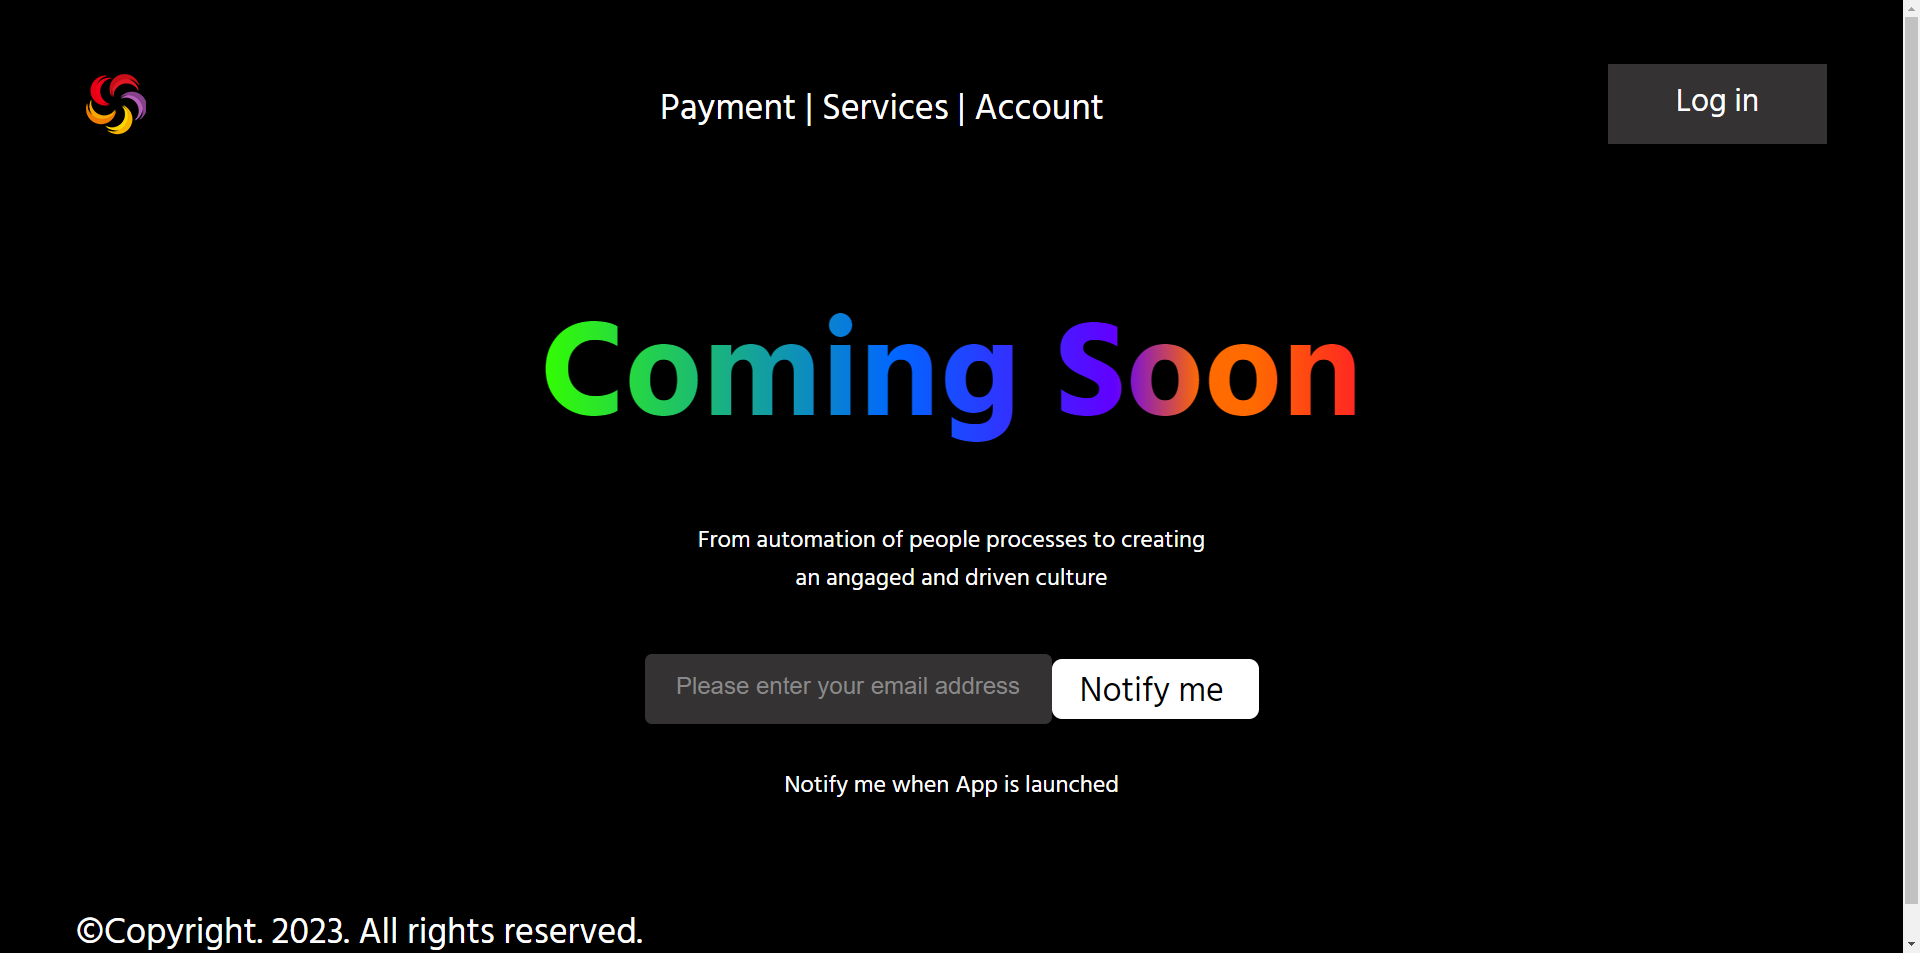 Payment | Services | Account
Log in
Coming Soon
From automation of people processes to creating
an angaged and driven culture
Please enter your email address
Notify me
Notify me when App is launched
©Copyright. 2023. All rights reserved.